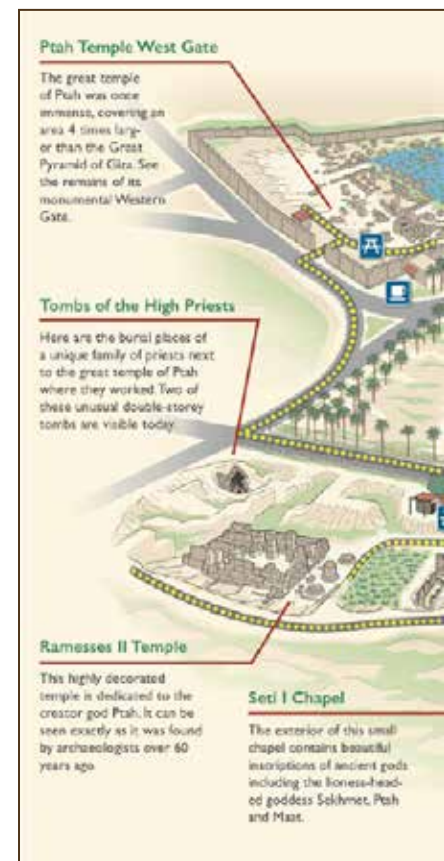 Ptah Temple West Gate
The great temple
of Ptah was once
immense, covering an
area 4 times larg-
er than the Great
Pyramid of Giza. See
the remains of its
monumental Western
Gate.
Tombs of the High Priests
Here are the burial places of
a unique family of priests next
to the great temple of Ptah
where they worked. Two of
these unusual double-storey
tombs are visible today.
Ramesses II Temple
This highly decorated
temple is dedicated to the
creator god Ptah. It can be
seen exactly as it was found
by archaeologists over 60
years ago.
Seti I Chapel
The exterior of this small
chapel contains beautiful
inscriptions of ancient gods
including the lioness-head-
ed goddess Sekhmet, Ptah
and Maat.